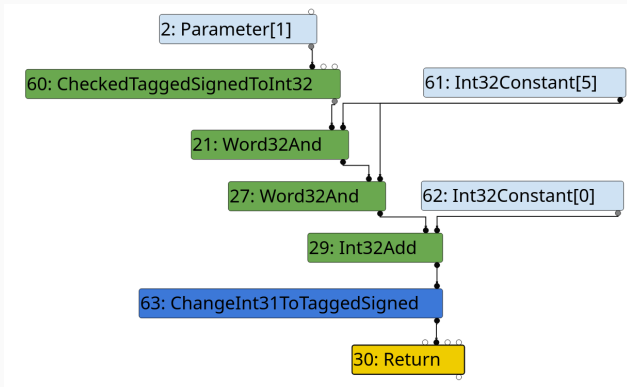 2: Parameter[1]
60: CheckedTaggedSignedToInt32
61: Int32Constant[5]
21: Word32And
27: Word32And
62: Int32Constant[0]
29: Int32Add
63: ChangeInt31ToTaggedSigned
30: Return